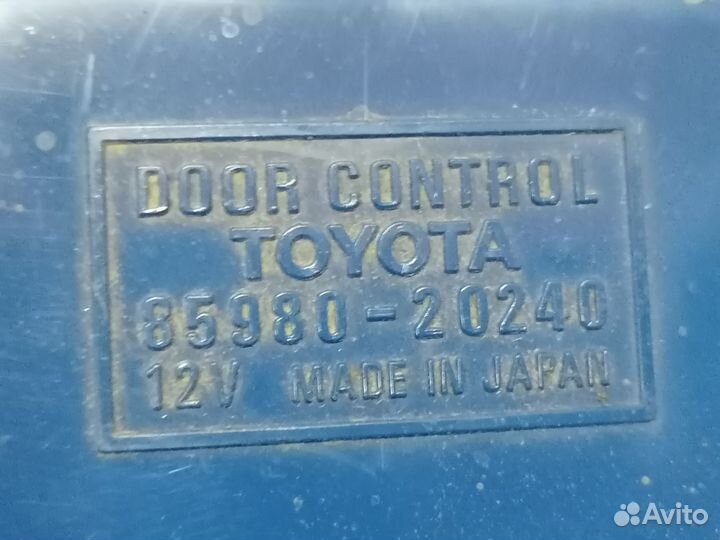 DOOR CONTROL
TOYOTA
85980-20240
12V MADE IN JAPAN
Avito